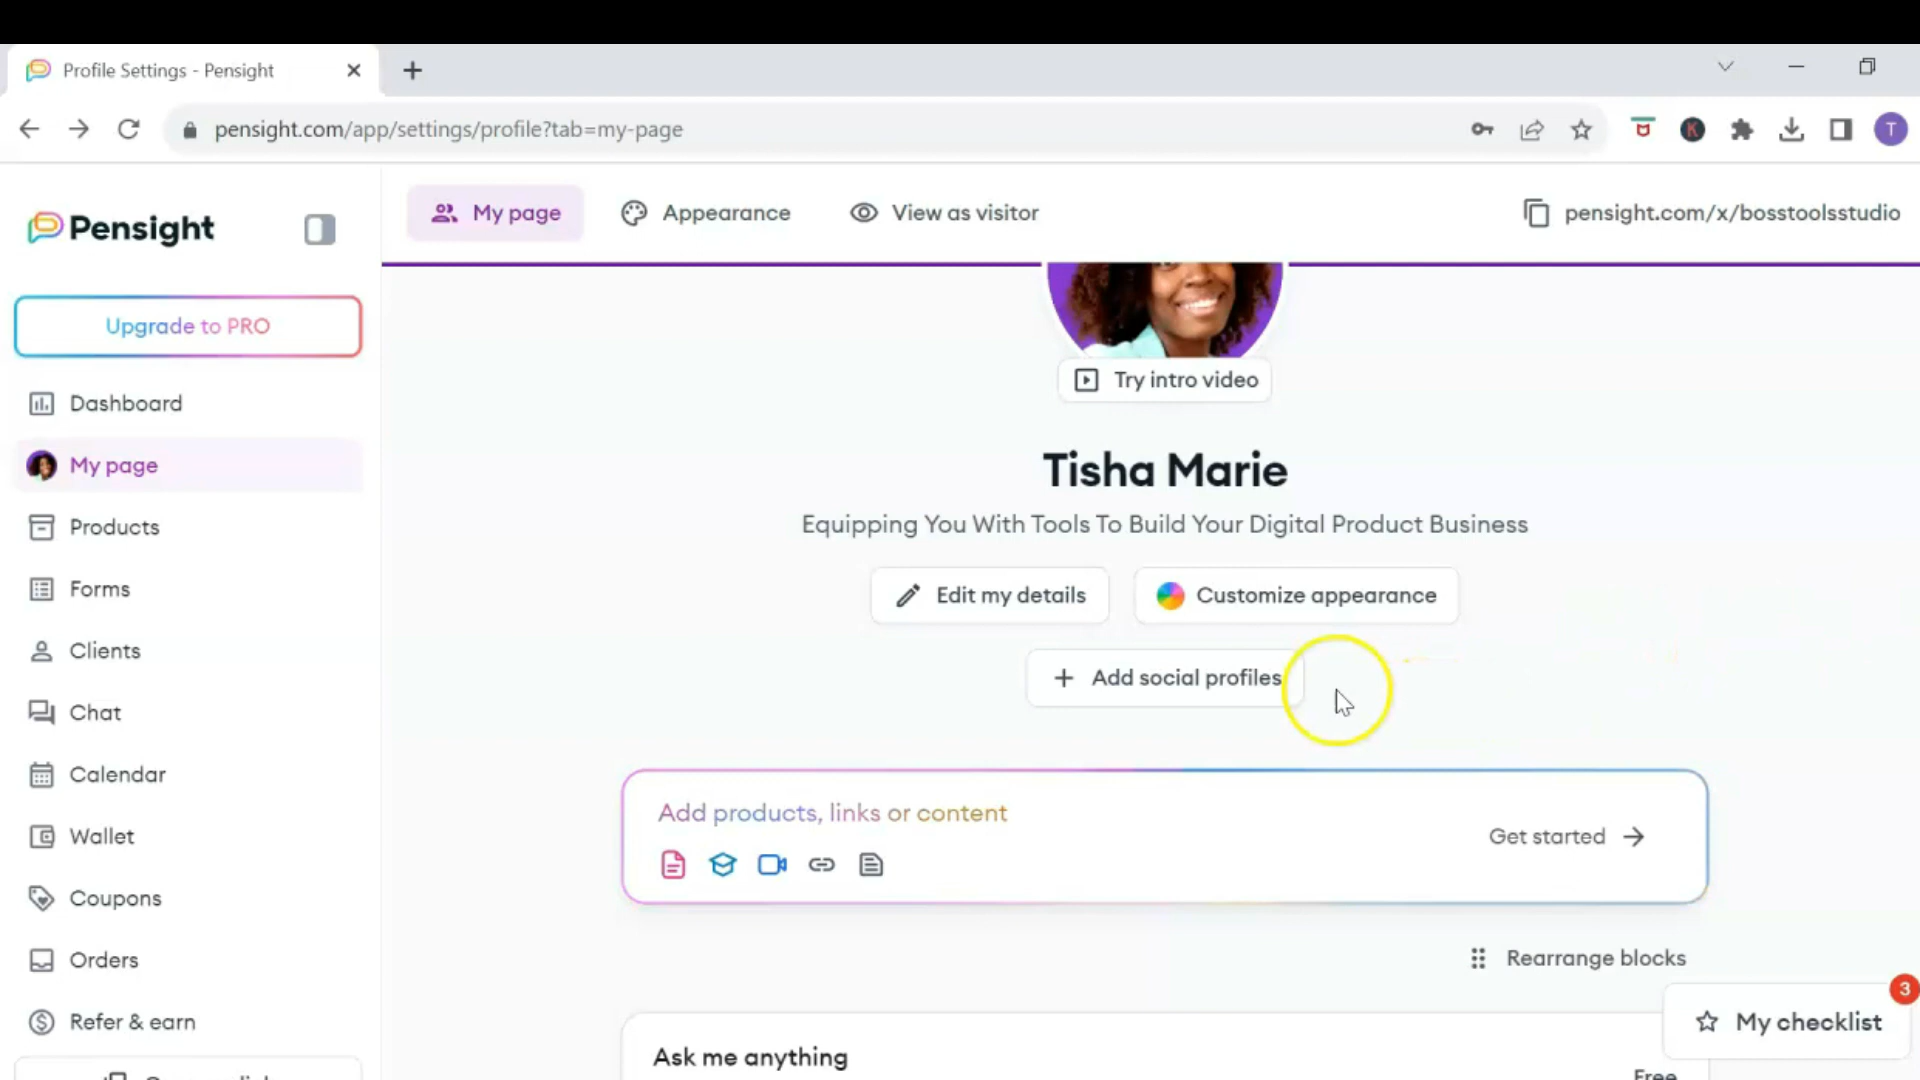 Profile Settings - Pensight
pensight.com/app/settings/profile?tab=my-page
K
T
Pensight
My page
Appearance
View as visitor
pensight.com/x/bosstoolsstudio
Upgrade to PRO
Dashboard
My page
Products
Forms
Clients
Chat
Calendar
Wallet
Coupons
Orders
Refer & earn
Try intro video
Tisha Marie
Equipping You With Tools To Build Your Digital Product Business
Edit my details
Customize appearance
Add social profiles
Add products, links or content
Get started
Rearrange blocks
3
My checklist
Ask me anything
Free